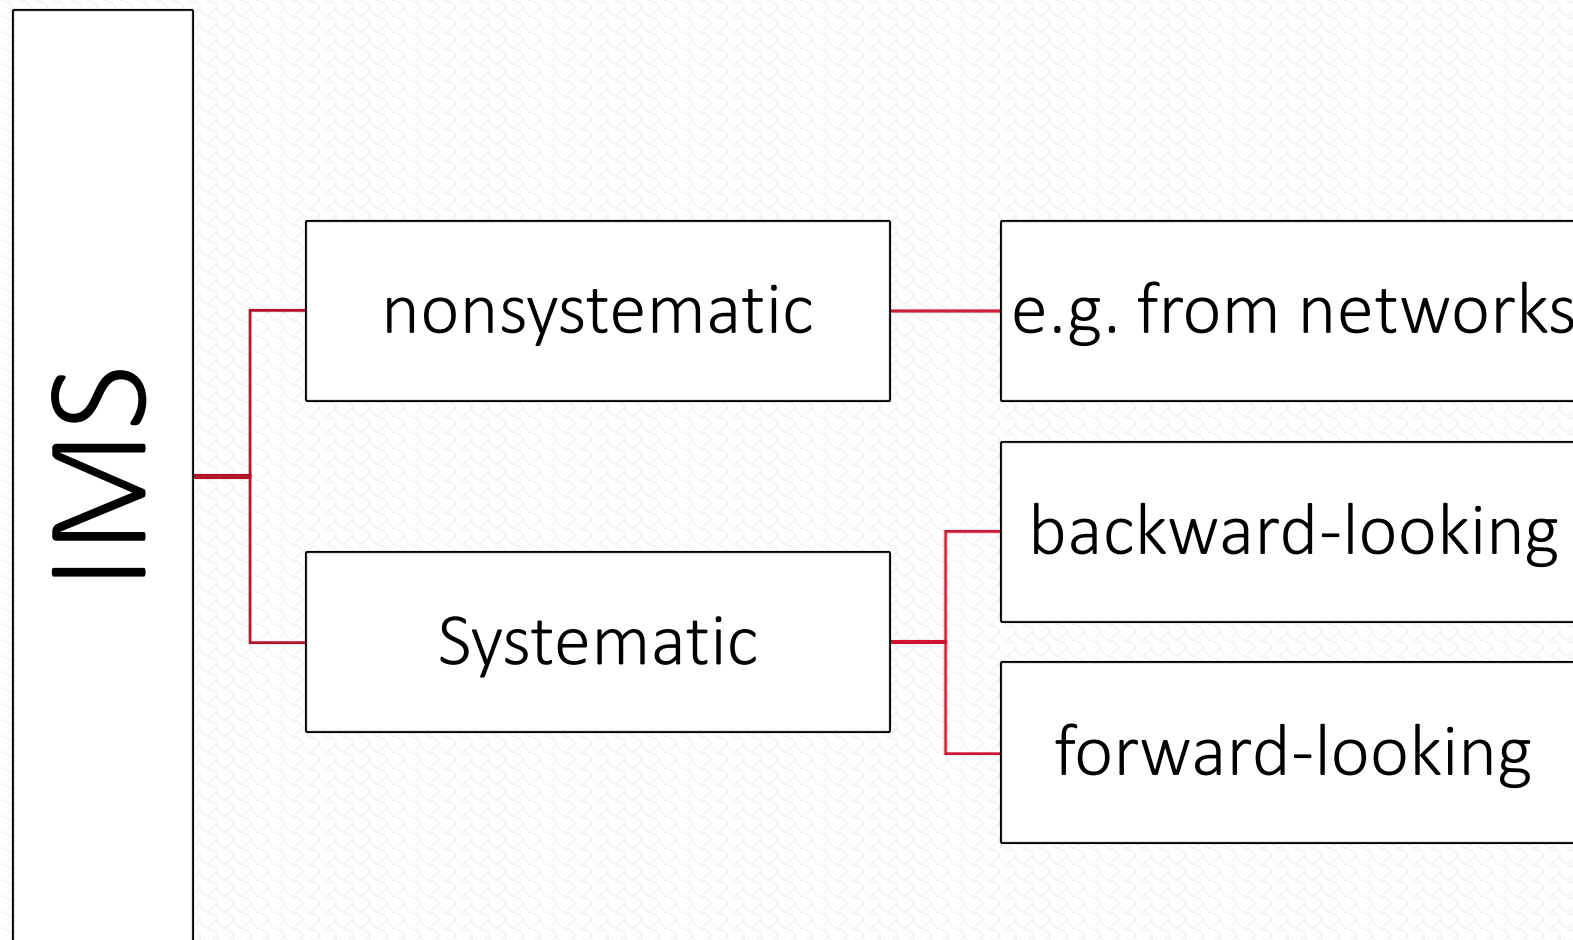 IMS
nonsystematic
e.g. from networks
Systematic
backward-looking
forward-looking